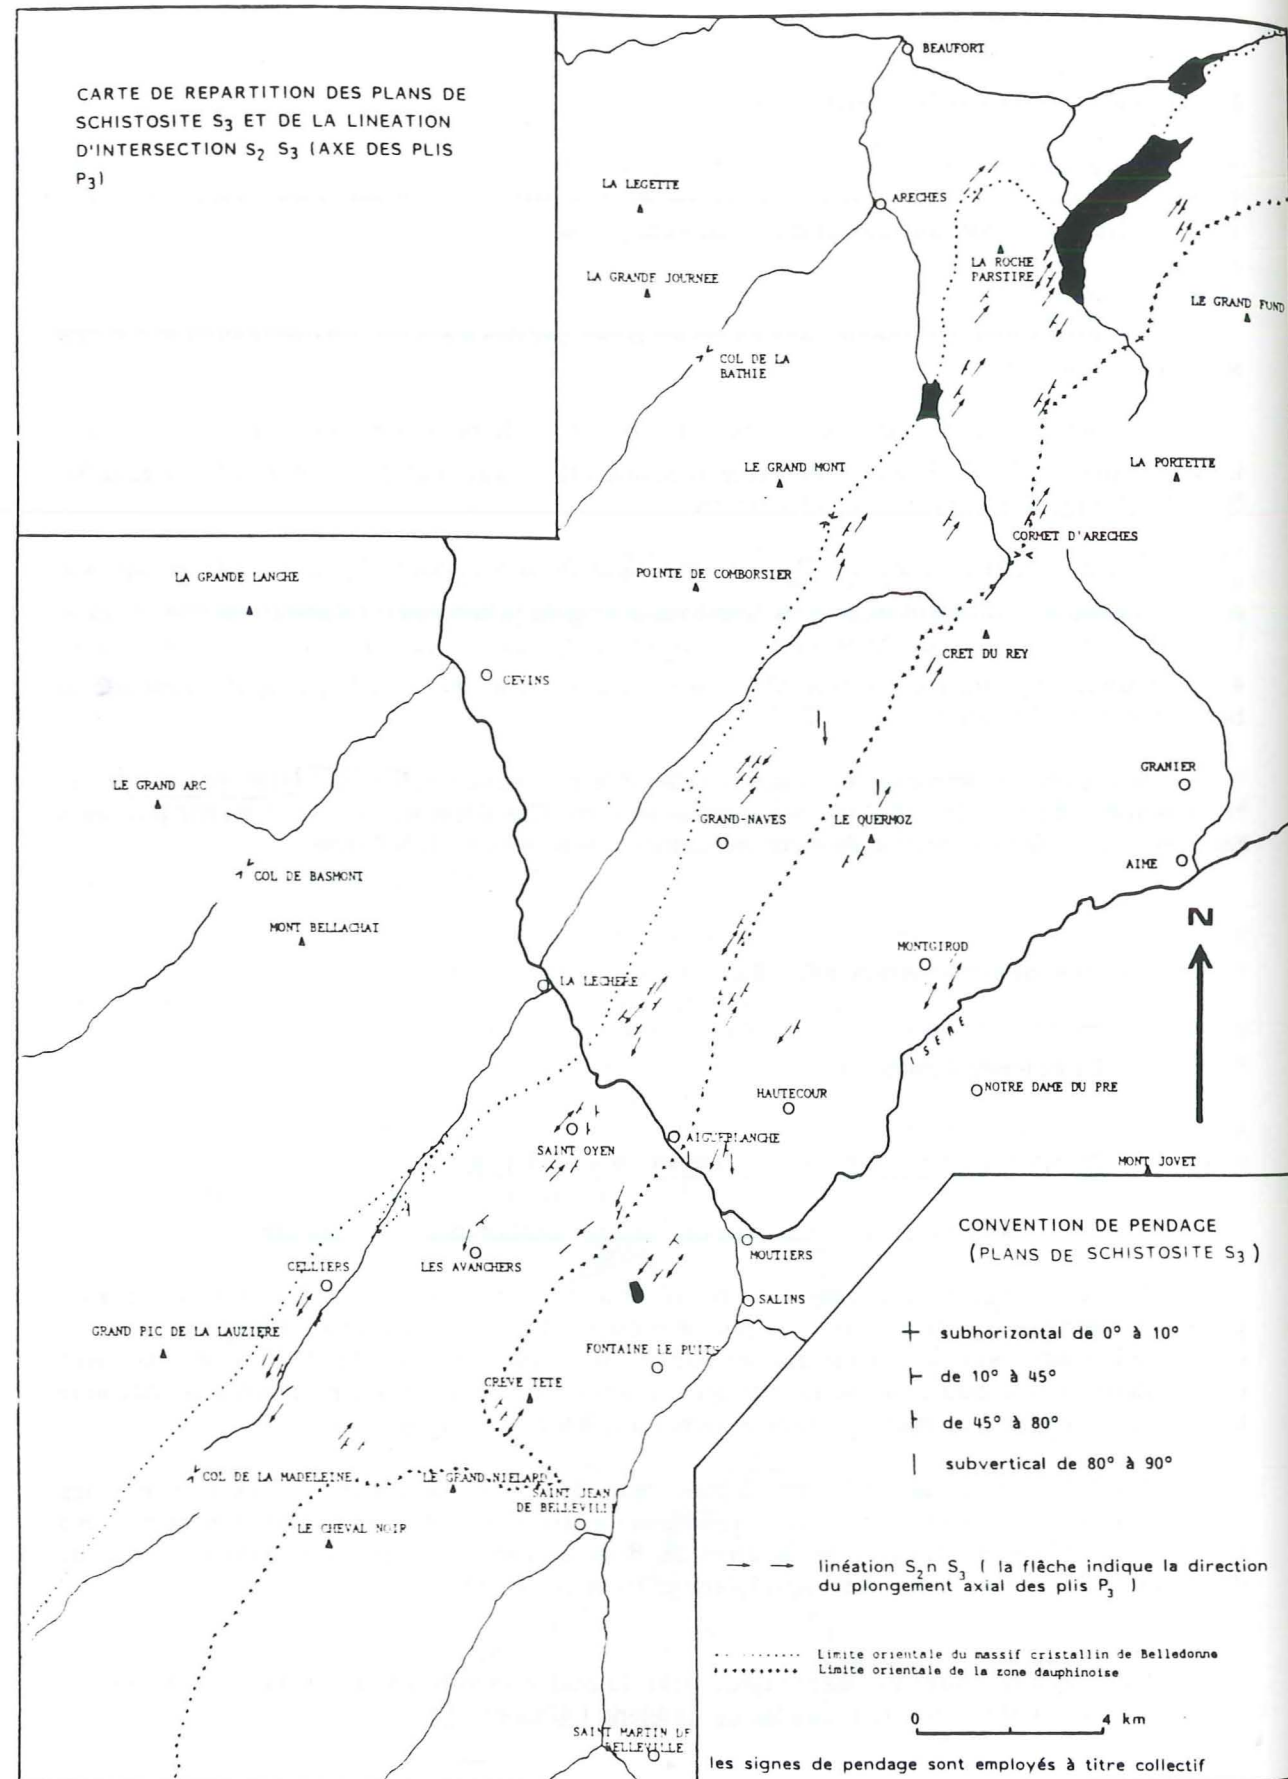 CARTE DE REPARTITION DES PLANS DE
SCHISTOSITE S3 ET DE LA LINEATION
D'INTERSECTION S2 S3 (AXE DES PLIS
P3)
BEAUFORT
LA LEGETTE
ARECHES
LA ROCHE
PARSTIRE
LA GRANDE JOURNEE
LE GRAND FOND
COL DE LA
BATHIE
LE GRAND MONT
LA PORTETTE
CORMET D'ARECHES
LA GRANDE LANCHE
POINTE DE COMBORSIER
CRET DU REY
CEVINS
LE GRAND ARC
GRANIER
GRAND-NAVES
LE QUERMOZ
AIME
COL DE BASMONT
MONT BELLACHAT
N
MONTGIROD
LA LECHERE
ISERE
NOTRE DAME DU PRE
HAUTECOUR
AIGUEBLANCHE
SAINT OYEN
MONT JOVET
CONVENTION DE PENDAGE
(PLANS DE SCHISTOSITE S3)
MOUTIERS
LES AVANCHERS
CELLIERS
SALINS
GRAND PIC DE LA LAUZIERE
subhorizontal de 0° à 10°
FONTAINE LE PUITS
de 10° à 45°
CREVE TETE
de 45° à 80°
subvertical de 80° à 90°
COL DE LA MADELEINE
LE GRAND NIELARD
SAINT JEAN
DE BELLEVILLE
LE CHEVAL NOIR
linéation S2 n S3 ( la flêche indique la direction
du plongement axial des plis P3 )
Limite orientale du massif cristallin de Belledonne
Limite orientale de la zone dauphinoise
0 4 km
SAINT MARTIN DE
BELLEVILLE
les signes de pendage sont employés à titre collectif